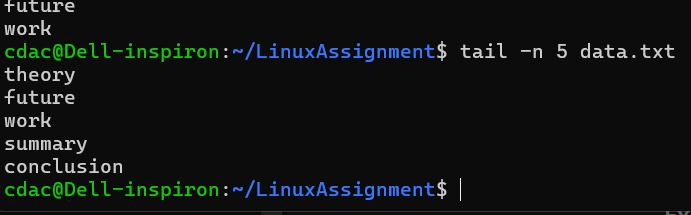 future
work
cdac@Dell-inspiron:~/LinuxAssignment$ tail -n 5 data.txt
theory
future
work
summary
conclusion
cdac@Dell-inspiron:~/LinuxAssignment$